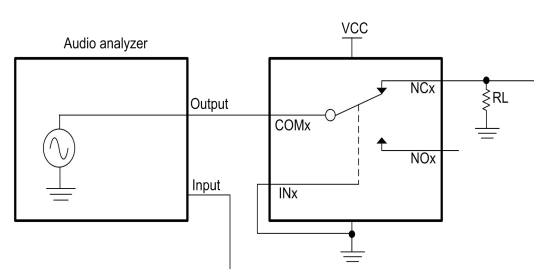 VCC
Audio analyzer
Output
COMx
NCx
RL
NOx
Input
INx